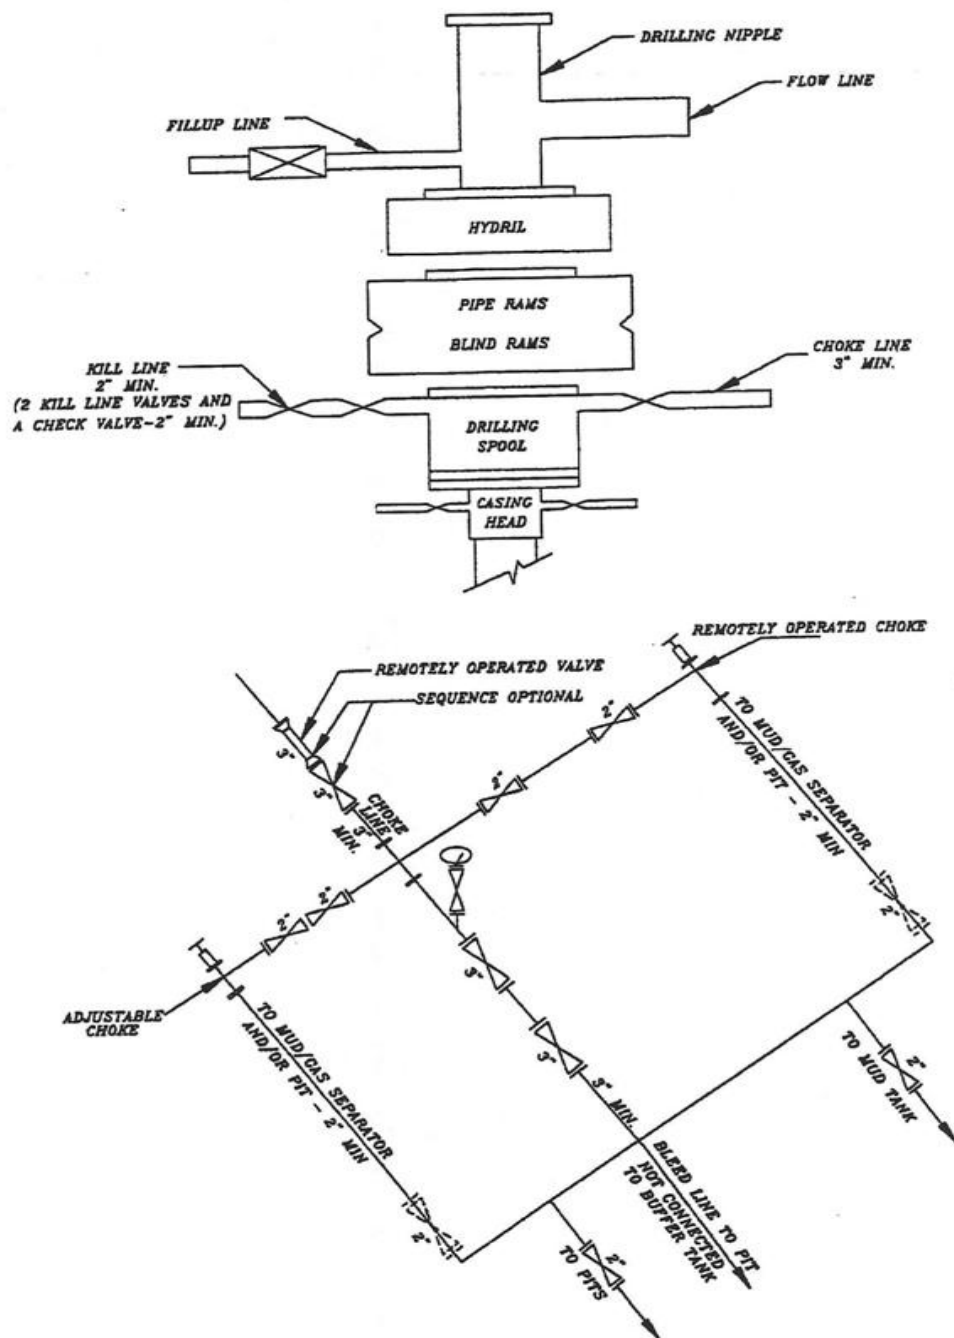 DRILLING NIPPLE
FLOW LINE
FILLUP LINE
HYDRIL
PIPE RAMS
BLIND RAMS
KILL LINE
2" MIN.
(2 KILL LINE VALVES AND
A CHECK VALVE-2" MIN.)
CHOKE LINE
3" MIN.
DRILLING
SPOOL
CASING
HEAD
REMOTELY OPERATED CHOKE
REMOTELY OPERATED VALVE
SEQUENCE OPTIONAL
3"
3"
CHOKE
LINE
3"
MIN.
2"
2"
TO MUD/GAS SEPARATOR
AND/OR PIT - 2" MIN
2"
2"
2"
ADJUSTABLE
CHOKE
TO MUD/GAS SEPARATOR
AND/OR PIT - 2" MIN
2"
3"
3"
3" MIN.
BLEED LINE TO PIT
NOT CONNECTED
TO BUFFER TANK
2"
TO MUD TANK
2"
TO PITS